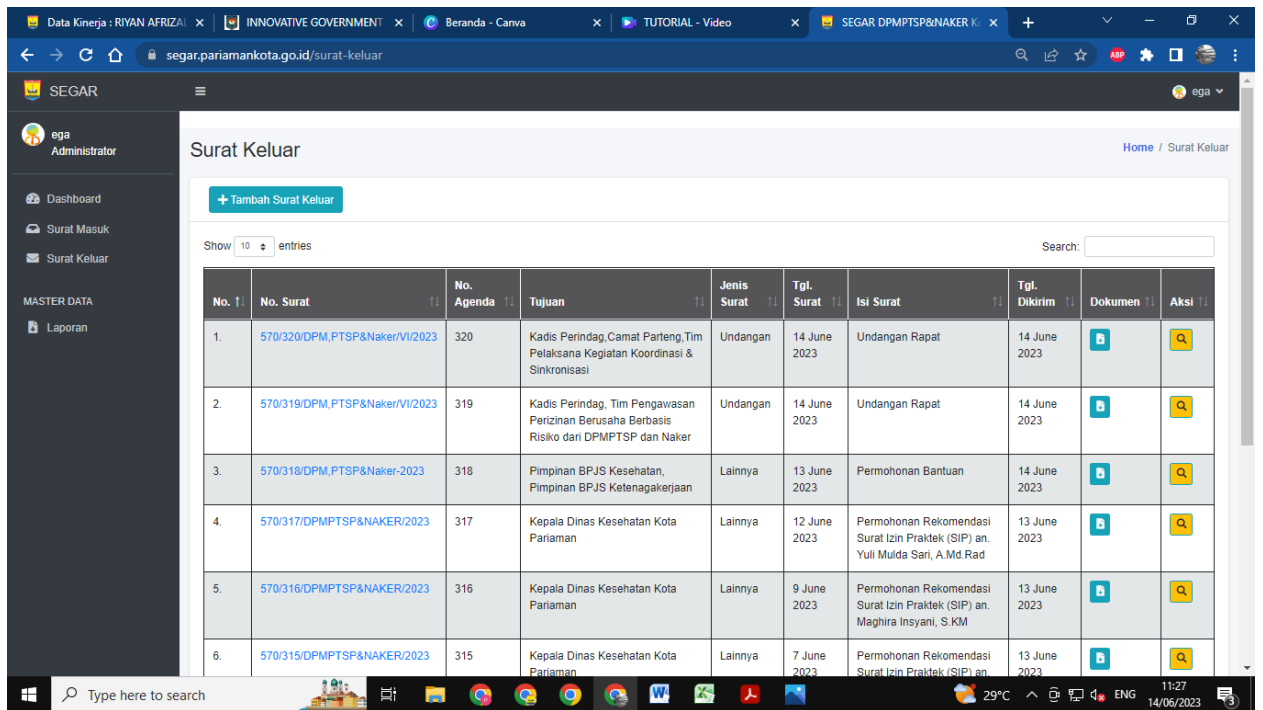 Data Kinerja : RIYAN AFRIZAL
INNOVATIVE GOVERNMENT
Beranda - Canva
TUTORIAL - Video
SEGAR DPMPTSP&NAKER
segar.pariamankota.go.id/surat-keluar
ABP
SEGAR
ega
ega
Administrator
Surat Keluar
Home / Surat Keluar
Dashboard
Surat Masuk
Surat Keluar
MASTER DATA
Laporan
+ Tambah Surat Keluar
Show 10 entries
Search:
No. No. Surat No. Agenda Tujuan Jenis Surat Tgl. Surat Isi Surat Tgl. Dikirim Dokumen Aksi
1. 570/320/DPM,PTSP&Naker/VI/2023 320 Kadis Perindag,Camat Parteng,Tim Undangan 14 June Undangan Rapat 14 June
Pelaksana Kegiatan Koordinasi & 2023 2023
Sinkronisasi
2. 570/319/DPM,PTSP&Naker/VI/2023 319 Kadis Perindag, Tim Pengawasan Undangan 14 June Undangan Rapat 14 June
Perizinan Berusaha Berbasis 2023 2023
Risiko dari DPMPTSP dan Naker
3. 570/318/DPM,PTSP&Naker-2023 318 Pimpinan BPJS Kesehatan, Lainnya 13 June Permohonan Bantuan 14 June
Pimpinan BPJS Ketenagakerjaan 2023 2023
4. 570/317/DPMPTSP&NAKER/2023 317 Kepala Dinas Kesehatan Kota Lainnya 12 June Permohonan Rekomendasi 13 June
Pariaman 2023 Surat Izin Praktek (SIP) an. 2023
Yuli Mulda Sari, A.Md.Rad
5. 570/316/DPMPTSP&NAKER/2023 316 Kepala Dinas Kesehatan Kota Lainnya 9 June Permohonan Rekomendasi 13 June
Pariaman 2023 Surat Izin Praktek (SIP) an. 2023
Maghira Insyani, S.KM
6. 570/315/DPMPTSP&NAKER/2023 315 Kepala Dinas Kesehatan Kota Lainnya 7 June Permohonan Rekomendasi 13 June
Pariaman 2023 Surat Izin Praktek (SIP) an. 2023
Type here to search
29°C
ENG
11:27
14/06/2023
3